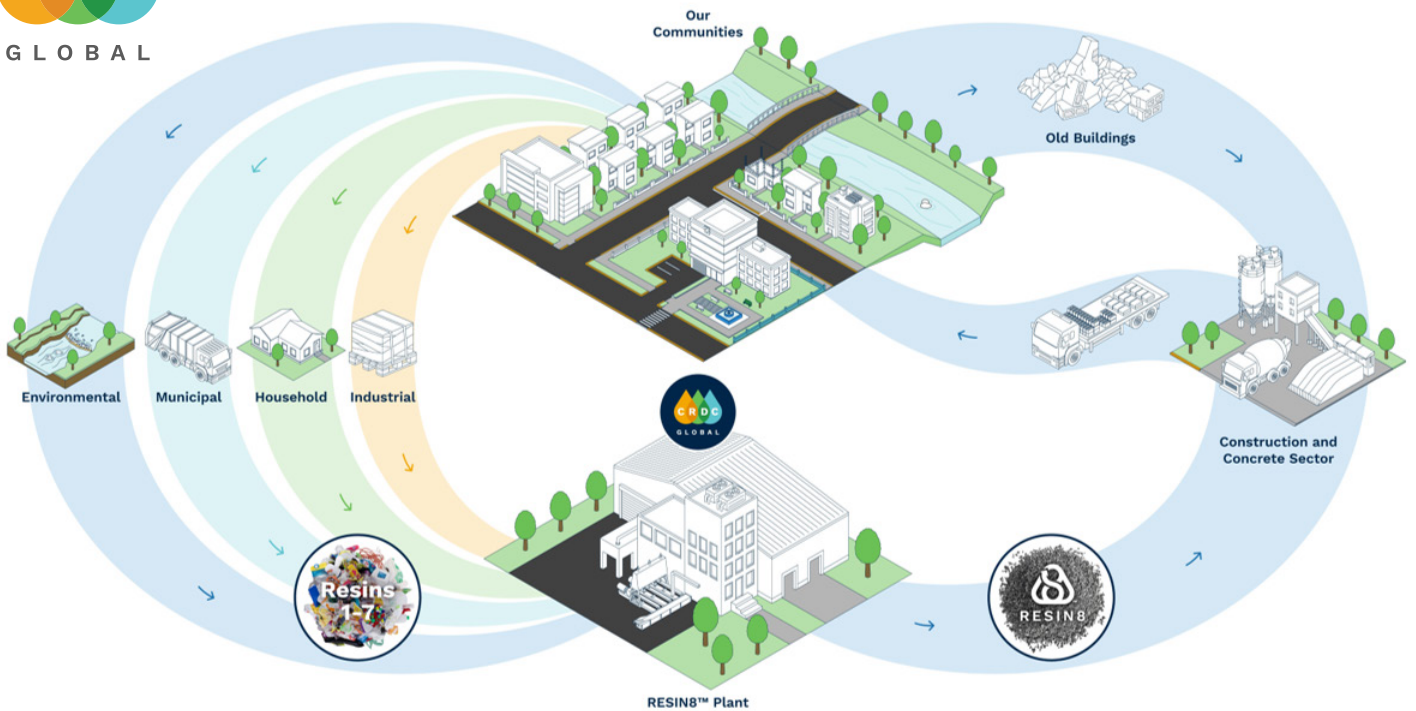 GLOBAL
Our
Communities
Old Buildings
Environmental
Municipal
Household
Industrial
CRDC
GLOBAL
Construction and
Concrete Sector
Resins
1-7
RESIN8
RESIN8™ Plant